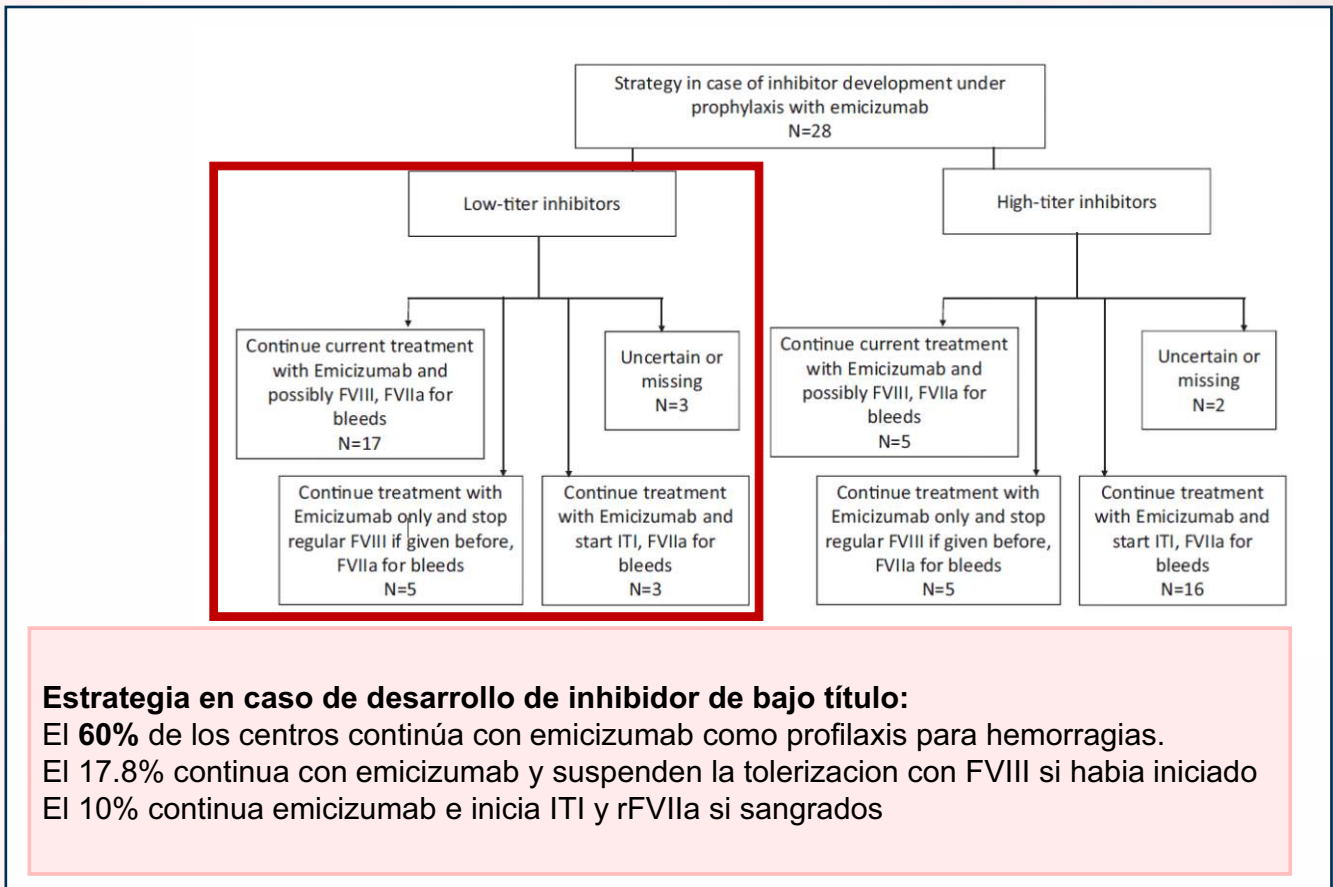 Strategy in case of inhibitor development under
prophylaxis with emicizumab
N=28
Low-titer inhibitors
High-titer inhibitors
Continue current treatment
with Emicizumab and
possibly FVIII, FVIIa for
bleeds
N=17
Uncertain or
missing
N=3
Continue current treatment
with Emicizumab and
possibly FVIII, FVIIa for
bleeds
N=5
Uncertain or
missing
N=2
Continue treatment with
Emicizumab only and stop
regular FVIII if given before,
FVIIa for bleeds
N=5
Continue treatment
with Emicizumab and
start ITI, FVIIa for
bleeds
N=3
Continue treatment with
Emicizumab only and stop
regular FVIII if given before,
FVIIa for bleeds
N=5
Continue treatment
with Emicizumab and
start ITI, FVIIa for
bleeds
N=16
Estrategia en caso de desarrollo de inhibidor de bajo título:
El 60% de los centros continúa con emicizumab como profilaxis para hemorragias.
El 17.8% continua con emicizumab y suspenden la tolerizacion con FVIII si habia iniciado
El 10% continua emicizumab e inicia ITI y rFVIIa si sangrados